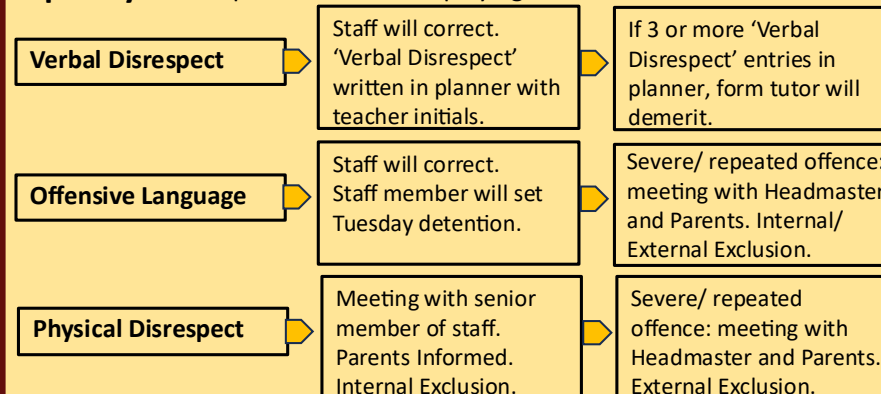 Verbal Disrespect
Staff will correct.
‘Verbal Disrespect’
written in planner with
teacher initials.
If 3 or more ‘Verbal
Disrespect’ entries in
planner, form tutor will
demerit.
Offensive Language
Staff will correct.
Staff member will set
Tuesday detention.
Severe/ repeated offence:
meeting with Headmaster
and Parents. Internal/
External Exclusion.
Physical Disrespect
Meeting with senior
member of staff.
Parents Informed.
Internal Exclusion.
Severe/ repeated
offence: meeting with
Headmaster and Parents.
External Exclusion.